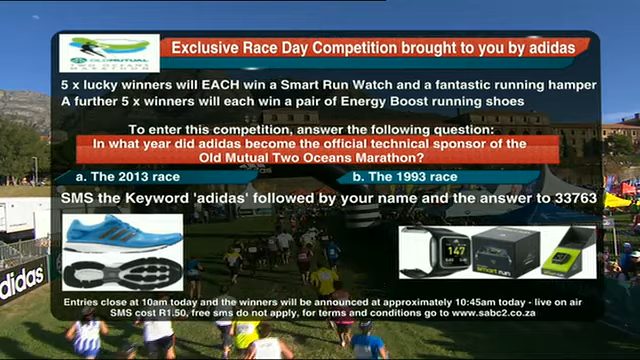 OLDMUTUAL
TWO OCEANS
MARATHON
Exclusive Race Day Competition brought to you by adidas
5 x lucky winners will EACH win a Smart Run Watch and a fantastic running hamper
A further 5 x winners will each win a pair of Energy Boost running shoes
To enter this competition, answer the following question:
In what year did adidas become the official technical sponsor of the
Old Mutual Two Oceans Marathon?
a. The 2013 race
b. The 1993 race
SMS the Keyword 'adidas' followed by your name and the answer to 33763
147
smart run
adidas
Entries close at 10am today and the winners will be announced at approximately 10:45am today - live on air
SMS cost R1.50, free sms do not apply, for terms and conditions go to www.sabc2.co.za